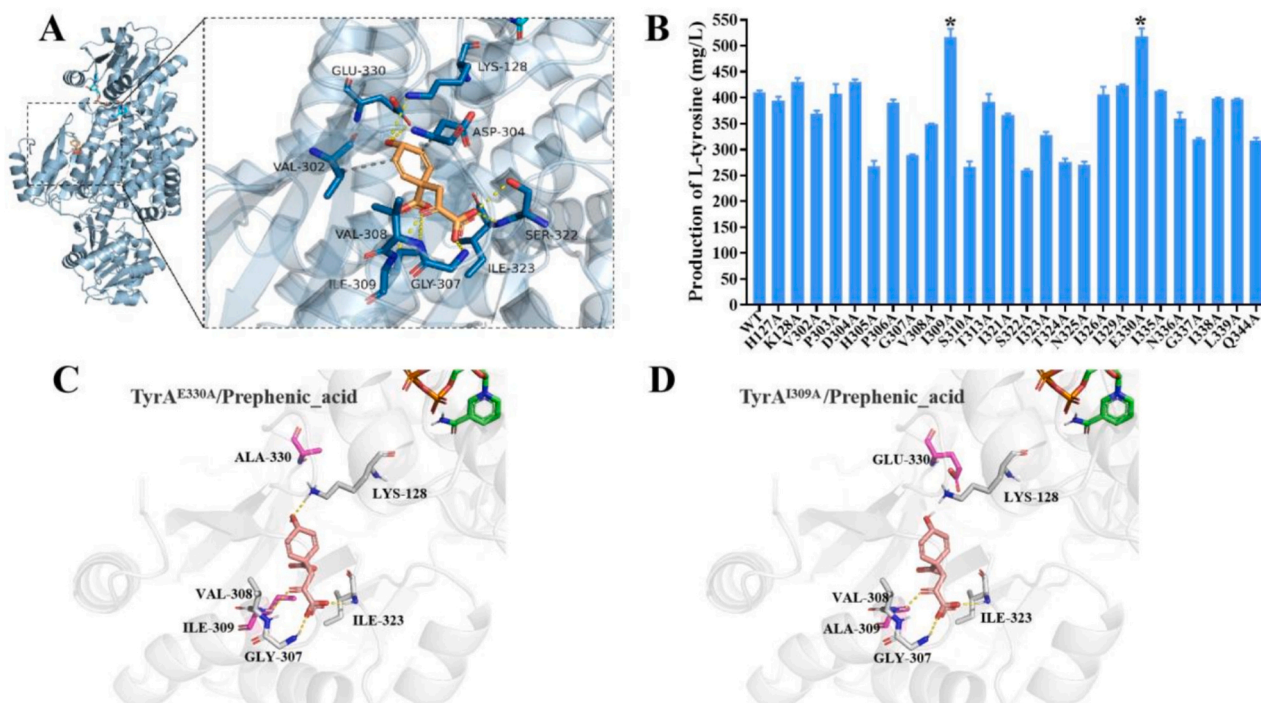 A
GLU-330
LYS-128
ASP-304
VAL-302
VAL-308
SER-322
ILE-323
ILE-309
GLY-307
B
Production of L-tyrosine (mg/L)
550
500
450
400
350
300
250
200
150
100
50
0
*
*
WT
H127A
K128A
V302A
P303A
D304A
H305A
P306A
G307A
V308A
I309A
S310A
T313A
I321A
S322A
I323A
T324A
N325A
I326A
I329A
E330A
I335A
N336A
G337A
I338A
L339A
Q344A
C
TyrA^E330A/Prephenic_acid
ALA-330
LYS-128
VAL-308
ILE-309
ILE-323
GLY-307
D
TyrA^I309A/Prephenic_acid
GLU-330
LYS-128
VAL-308
ALA-309
ILE-323
GLY-307